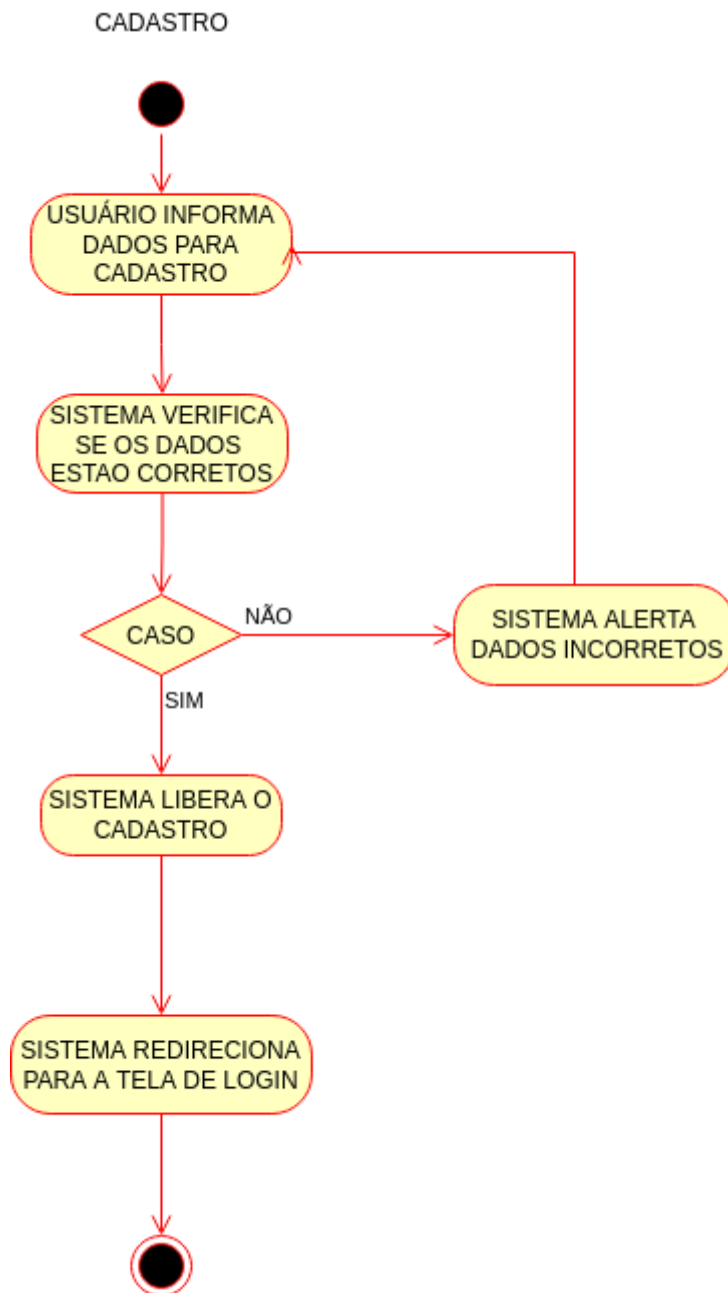 CADASTRO
USUÁRIO INFORMA
DADOS PARA
CADASTRO
SISTEMA VERIFICA
SE OS DADOS
ESTAO CORRETOS
CASO
NÃO
SISTEMA ALERTA
DADOS INCORRETOS
SIM
SISTEMA LIBERA O
CADASTRO
SISTEMA REDIRECIONA
PARA A TELA DE LOGIN